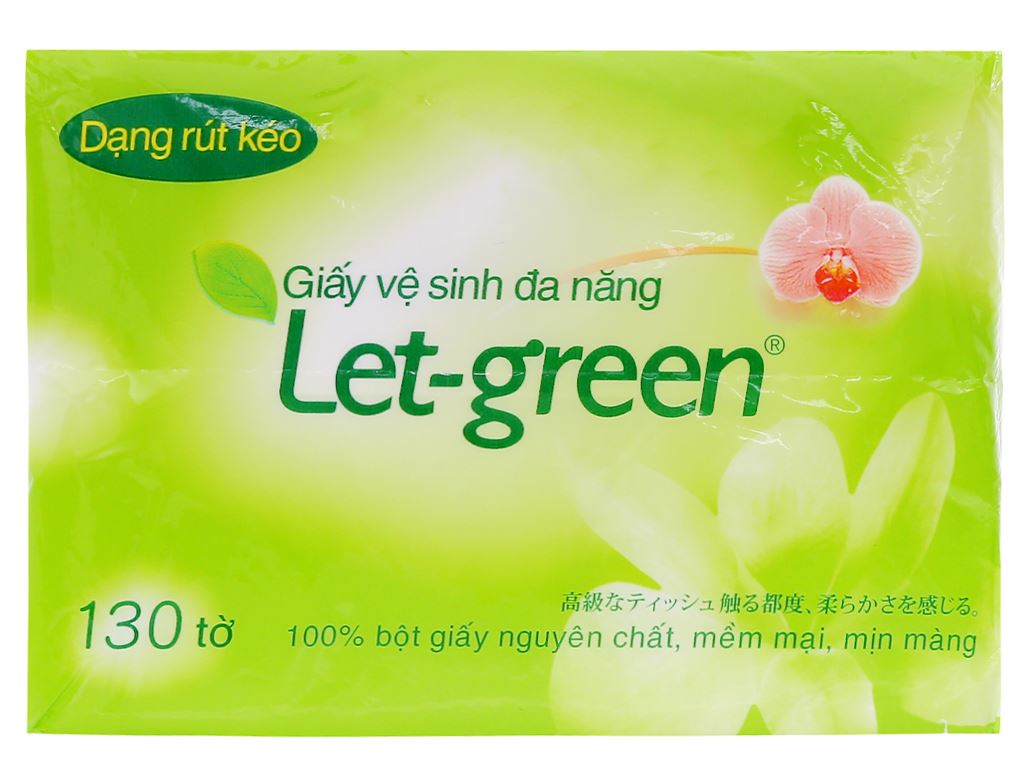 Dạng rút kéo
Giấy vệ sinh đa năng
Let-green®
高級なティッシュ触る都度、柔らかさを感じる。
130 tờ
100% bột giấy nguyên chất, mềm mại, mịn màng